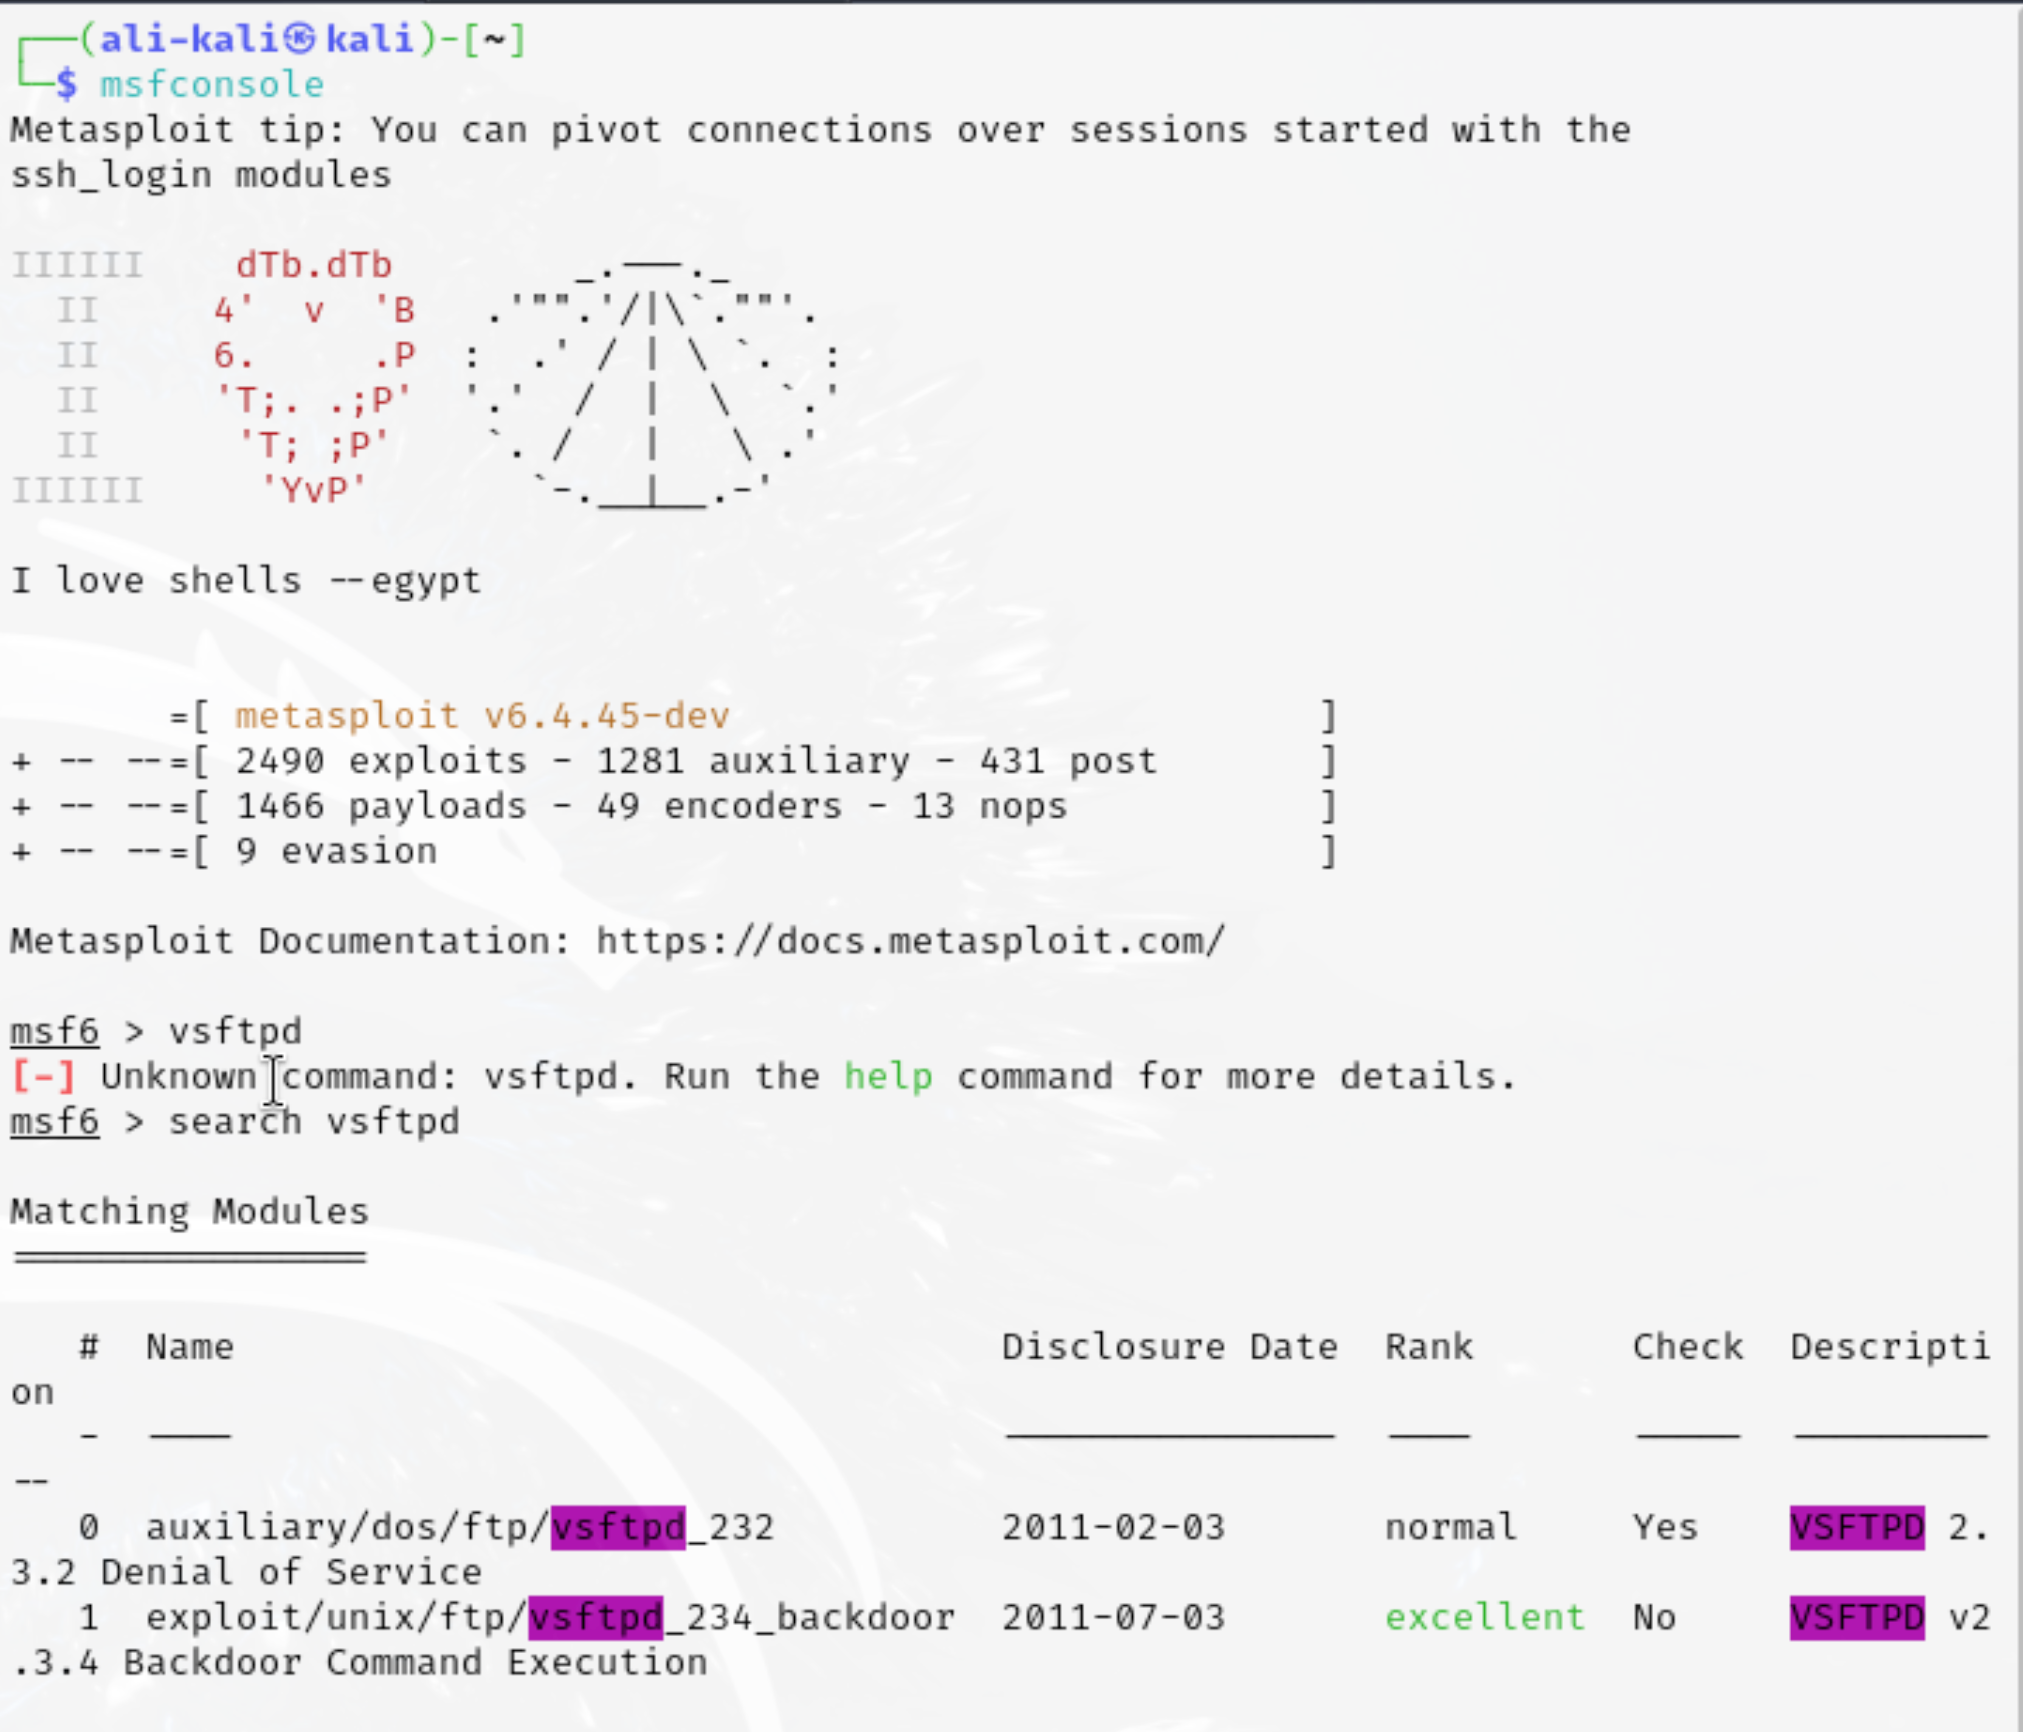 ┌──(ali-kali㉿kali)-[~]
└─$ msfconsole
Metasploit tip: You can pivot connections over sessions started with the
ssh_login modules

IIIIII    dTb.dTb        _.---._
  II     4'  v  'B   .'"".'/|\`.""'.
  II     6.     .P  :  .' / | \ `.  :
  II     'T;. .;P'  '.'  /  |  \  `.'
  II      'T; ;P'    `. /   |   \ .'
IIIIII     'YvP'       `-.__|__.-'

I love shells --egypt

       =[ metasploit v6.4.45-dev                          ]
+ -- --=[ 2490 exploits - 1281 auxiliary - 431 post       ]
+ -- --=[ 1466 payloads - 49 encoders - 13 nops           ]
+ -- --=[ 9 evasion                                       ]

Metasploit Documentation: https://docs.metasploit.com/

msf6 > vsftpd
[-] Unknown command: vsftpd. Run the help command for more details.
msf6 > search vsftpd

Matching Modules
================

   #  Name                                  Disclosure Date  Rank       Check  Descripti
on
   -  ----                                  ---------------  ----       -----  ---------
--
   0  auxiliary/dos/ftp/vsftpd_232          2011-02-03       normal     Yes    VSFTPD 2.
3.2 Denial of Service
   1  exploit/unix/ftp/vsftpd_234_backdoor  2011-07-03       excellent  No     VSFTPD v2
.3.4 Backdoor Command Execution